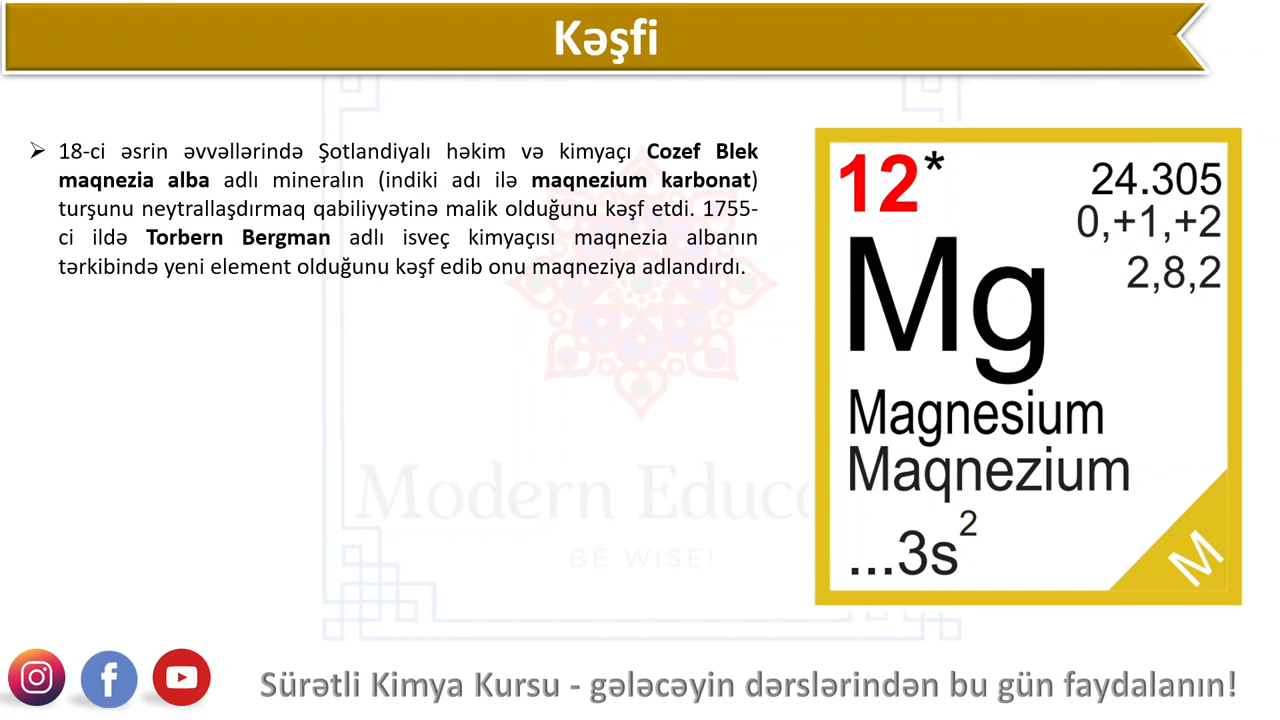 Kəşfi
➢ 18-ci əsrin əvvəllərində Şotlandiyalı həkim və kimyaçı Cozef Blek
maqnezia alba adlı mineralın (indiki adı ilə maqnezium karbonat)
turşunu neytrallaşdırmaq qabiliyyətinə malik olduğunu kəşf etdi. 1755-
ci ildə Torbern Bergman adlı isveç kimyaçısı maqnezia albanın
tərkibində yeni element olduğunu kəşf edib onu maqneziya adlandırdı.
12*
24.305
0,+1,+2
2,8,2
Mg
Magnesium
Maqnezium
...3s²
M
Modern Educa
BE WISE!
Sürətli Kimya Kursu - gələcəyin dərslərindən bu gün faydalanın!